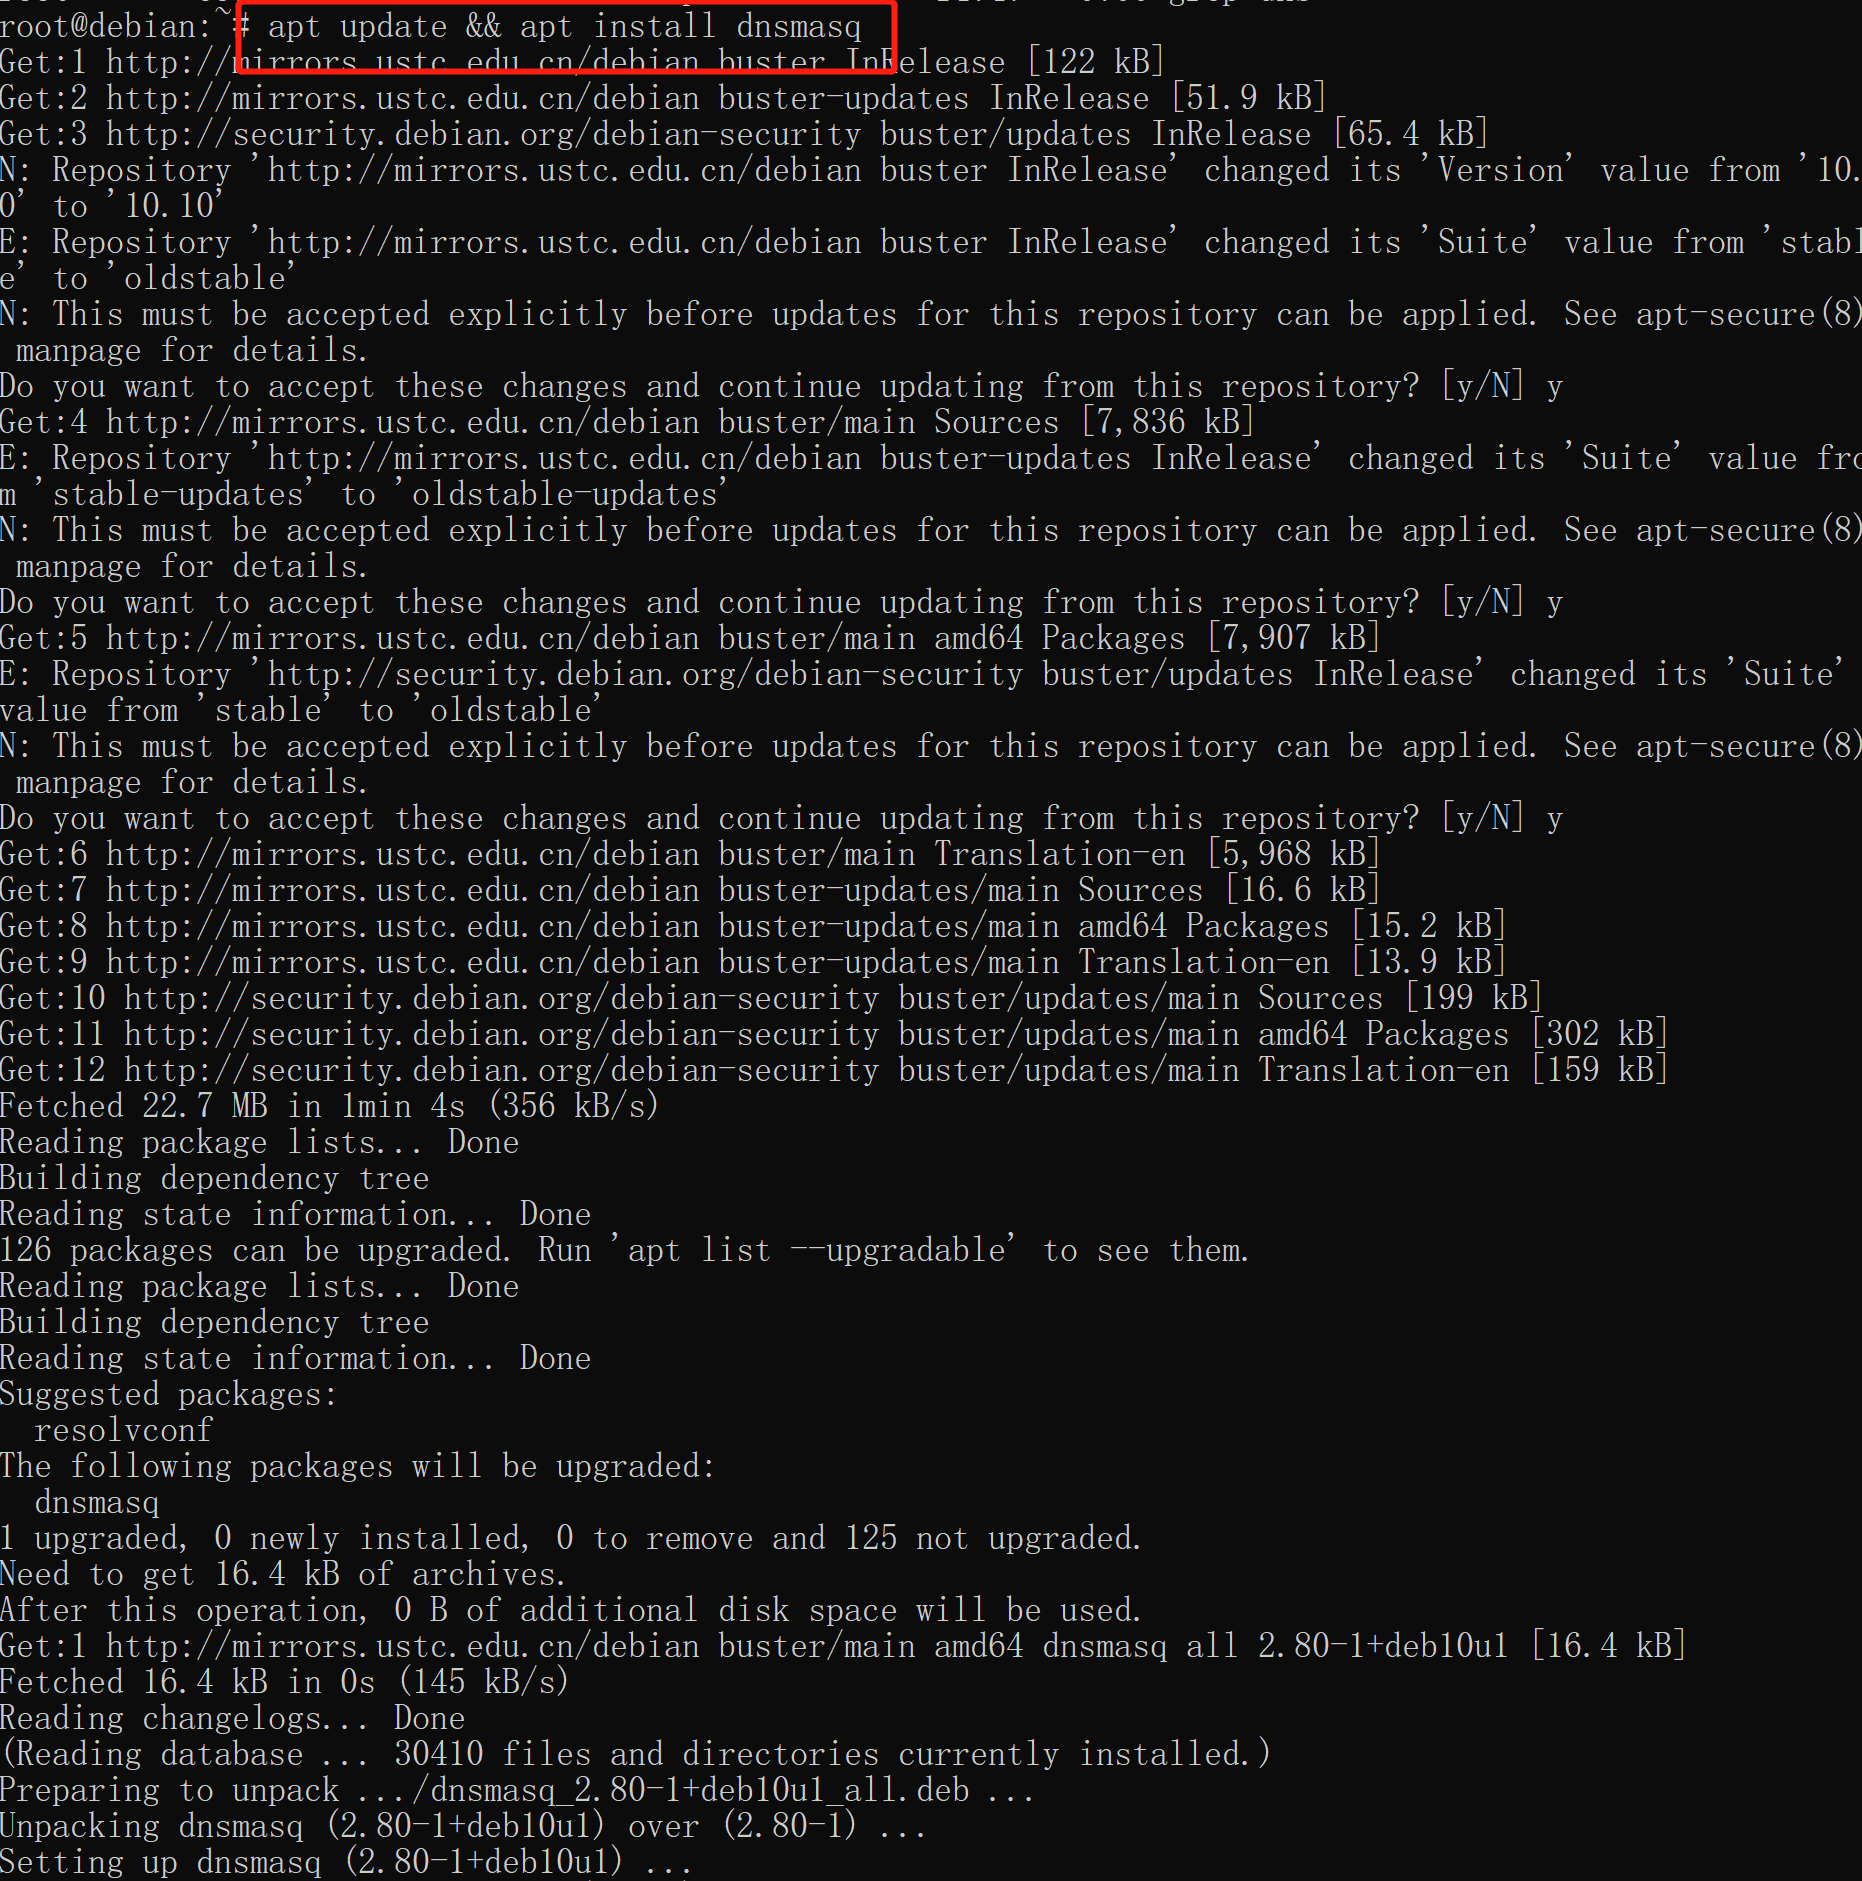 root@debian:~# apt update && apt install dnsmasq
Get:1 http://mirrors.ustc.edu.cn/debian buster InRelease [122 kB]
Get:2 http://mirrors.ustc.edu.cn/debian buster-updates InRelease [51.9 kB]
Get:3 http://security.debian.org/debian-security buster/updates InRelease [65.4 kB]
N: Repository 'http://mirrors.ustc.edu.cn/debian buster InRelease' changed its 'Version' value from '10.
0' to '10.10'
E: Repository 'http://mirrors.ustc.edu.cn/debian buster InRelease' changed its 'Suite' value from 'stabl
e' to 'oldstable'
N: This must be accepted explicitly before updates for this repository can be applied. See apt-secure(8)
 manpage for details.
Do you want to accept these changes and continue updating from this repository? [y/N] y
Get:4 http://mirrors.ustc.edu.cn/debian buster/main Sources [7,836 kB]
E: Repository 'http://mirrors.ustc.edu.cn/debian buster-updates InRelease' changed its 'Suite' value fro
m 'stable-updates' to 'oldstable-updates'
N: This must be accepted explicitly before updates for this repository can be applied. See apt-secure(8)
 manpage for details.
Do you want to accept these changes and continue updating from this repository? [y/N] y
Get:5 http://mirrors.ustc.edu.cn/debian buster/main amd64 Packages [7,907 kB]
E: Repository 'http://security.debian.org/debian-security buster/updates InRelease' changed its 'Suite'
value from 'stable' to 'oldstable'
N: This must be accepted explicitly before updates for this repository can be applied. See apt-secure(8)
 manpage for details.
Do you want to accept these changes and continue updating from this repository? [y/N] y
Get:6 http://mirrors.ustc.edu.cn/debian buster/main Translation-en [5,968 kB]
Get:7 http://mirrors.ustc.edu.cn/debian buster-updates/main Sources [16.6 kB]
Get:8 http://mirrors.ustc.edu.cn/debian buster-updates/main amd64 Packages [15.2 kB]
Get:9 http://mirrors.ustc.edu.cn/debian buster-updates/main Translation-en [13.9 kB]
Get:10 http://security.debian.org/debian-security buster/updates/main Sources [199 kB]
Get:11 http://security.debian.org/debian-security buster/updates/main amd64 Packages [302 kB]
Get:12 http://security.debian.org/debian-security buster/updates/main Translation-en [159 kB]
Fetched 22.7 MB in 1min 4s (356 kB/s)
Reading package lists... Done
Building dependency tree
Reading state information... Done
126 packages can be upgraded. Run 'apt list --upgradable' to see them.
Reading package lists... Done
Building dependency tree
Reading state information... Done
Suggested packages:
  resolvconf
The following packages will be upgraded:
  dnsmasq
1 upgraded, 0 newly installed, 0 to remove and 125 not upgraded.
Need to get 16.4 kB of archives.
After this operation, 0 B of additional disk space will be used.
Get:1 http://mirrors.ustc.edu.cn/debian buster/main amd64 dnsmasq all 2.80-1+deb10u1 [16.4 kB]
Fetched 16.4 kB in 0s (145 kB/s)
Reading changelogs... Done
(Reading database ... 30410 files and directories currently installed.)
Preparing to unpack .../dnsmasq_2.80-1+deb10u1_all.deb ...
Unpacking dnsmasq (2.80-1+deb10u1) over (2.80-1) ...
Setting up dnsmasq (2.80-1+deb10u1) ...